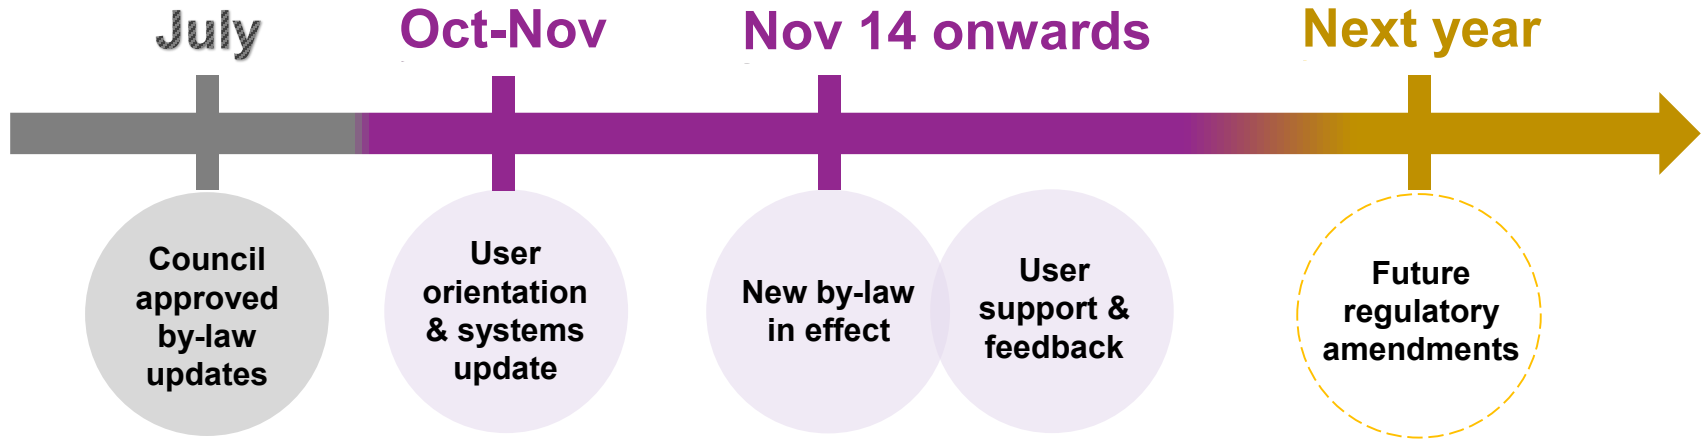 July
Oct-Nov
Nov 14 onwards
Next year
Council
approved
by-law
updates
User
orientation
& systems
update
New by-law
in effect
User
support &
feedback
Future
regulatory
amendments